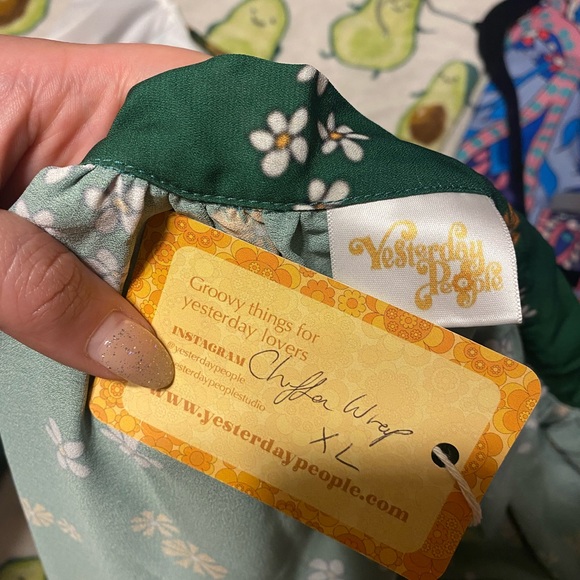 Yesterday
People
Groovy things for
yesterday lovers
INSTAGRAM
@yesterdaypeople
yesterdaypeoplestudio
www.yesterdaypeople.com
Chiffon Wrap
XL